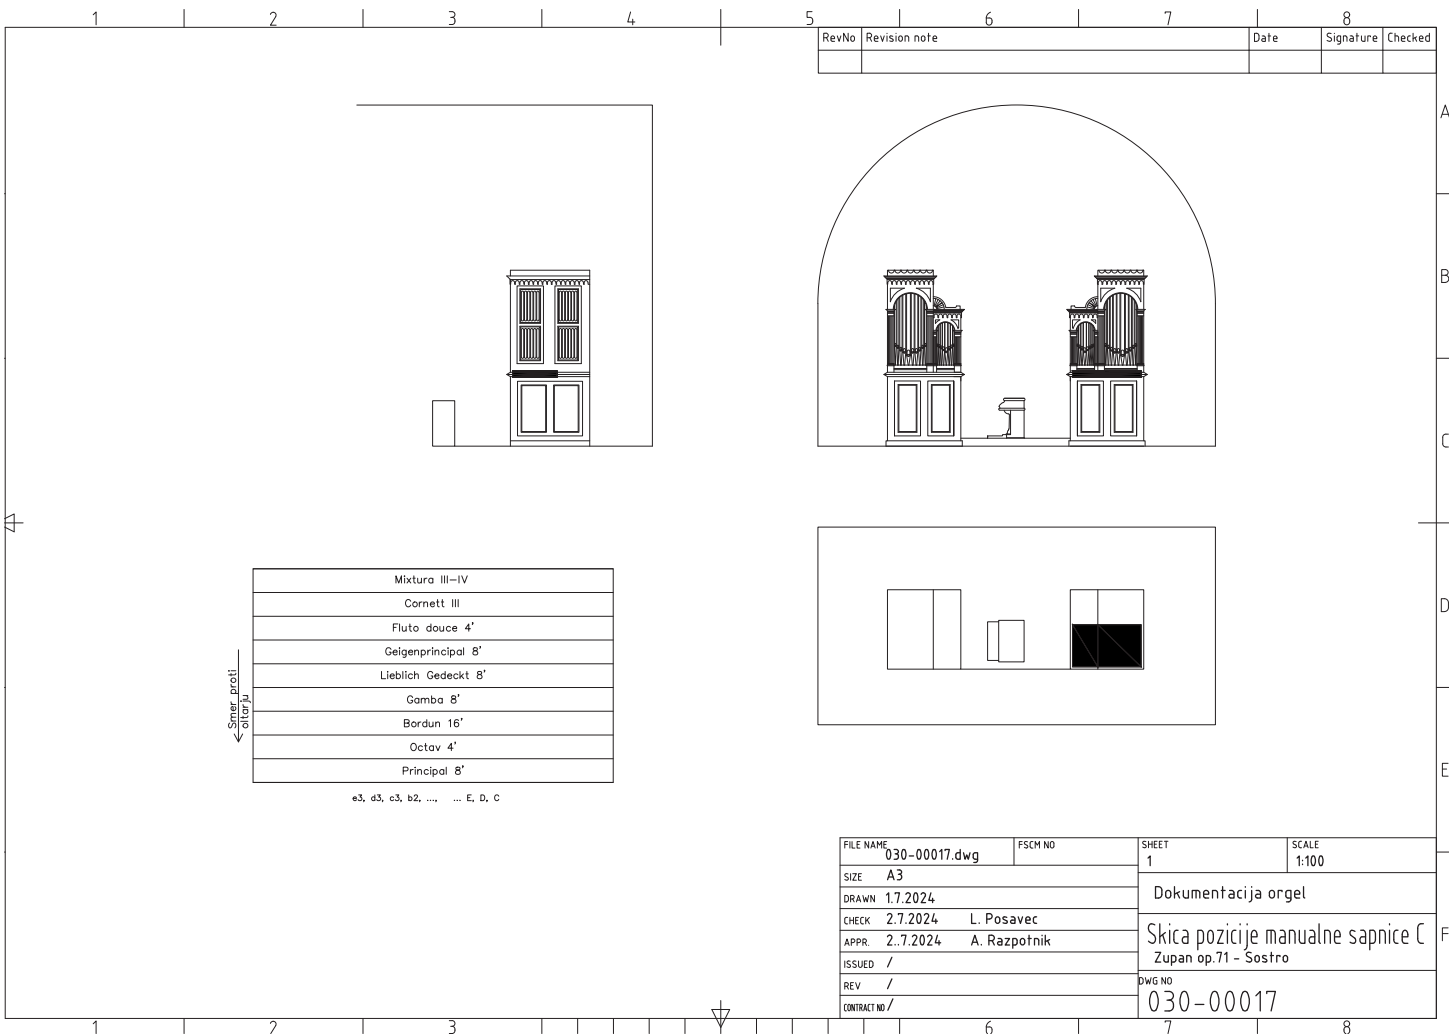 1 2 3 4 5 6 7 8
RevNo Revision note Date Signature Checked
A
B
C
D
E
F
Mixtura III-IV
Cornett III
Fluto douce 4'
Geigenprincipal 8'
Lieblich Gedeckt 8'
Gamba 8'
Bordun 16'
Octav 4'
Principal 8'
Smer proti
oltarju
e3, d3, c3, b2, ..., ... E, D, C
FILE NAME 030-00017.dwg FSCM NO SHEET 1 SCALE 1:100
SIZE A3
DRAWN 1.7.2024
CHECK 2.7.2024 L. Posavec
APPR. 2..7.2024 A. Razpotnik
ISSUED /
REV /
CONTRACT NO /
Dokumentacija orgel
Skica pozicije manualne sapnice C
Zupan op.71 - Sostro
DWG NO
030-00017
1 2 3 6 7 8